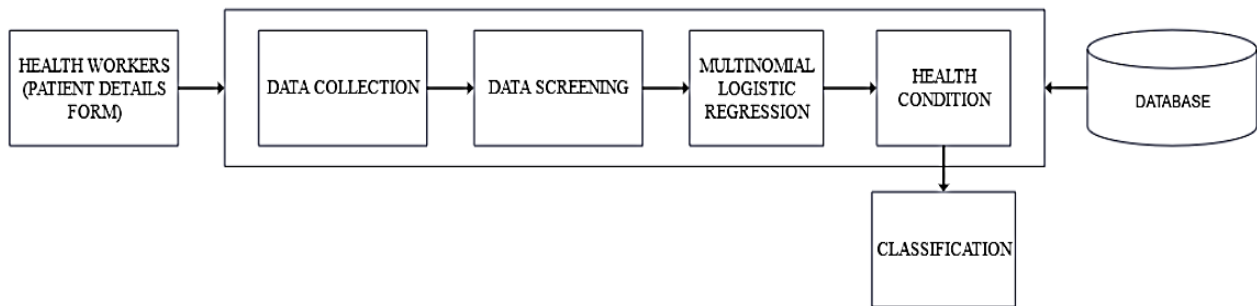 HEALTH WORKERS
(PATIENT DETAILS
FORM)
DATA COLLECTION
DATA SCREENING
MULTINOMIAL
LOGISTIC
REGRESSION
HEALTH
CONDITION
DATABASE
CLASSIFICATION